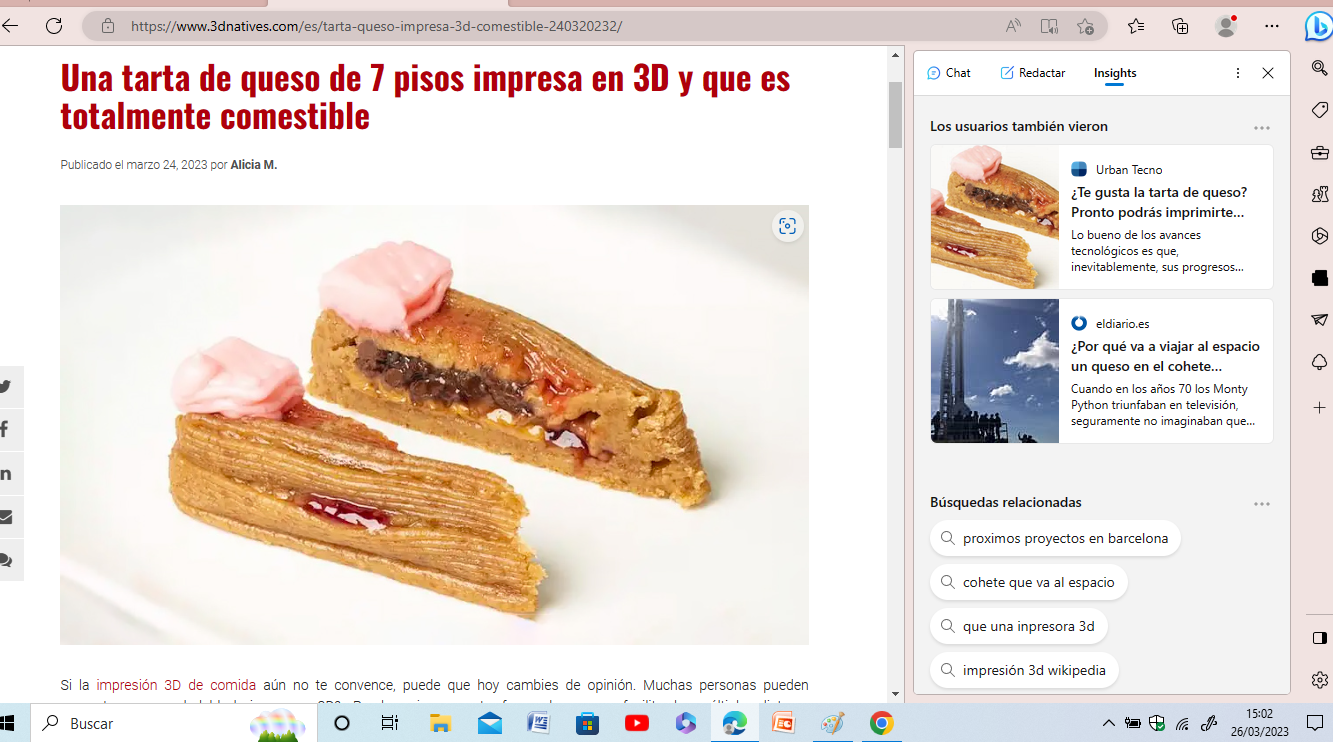 https://www.3dnatives.com/es/tarta-queso-impresa-3d-comestible-240320232/
Una tarta de queso de 7 pisos impresa en 3D y que es
totalmente comestible
Publicado el marzo 24, 2023 por Alicia M.
Si la impresión 3D de comida aún no te convence, puede que hoy cambies de opinión. Muchas personas pueden
Chat
Redactar
Insights
Los usuarios también vieron
Urban Tecno
¿Te gusta la tarta de queso?
Pronto podrás imprimirte...
Lo bueno de los avances
tecnológicos es que,
inevitablemente, sus progresos...
eldiario.es
¿Por qué va a viajar al espacio
un queso en el cohete...
Cuando en los años 70 los Monty
Python triunfaban en televisión,
seguramente no imaginaban que...
Búsquedas relacionadas
proximos proyectos en barcelona
cohete que va al espacio
que una inpresora 3d
impresión 3d wikipedia
Buscar
15:02
26/03/2023